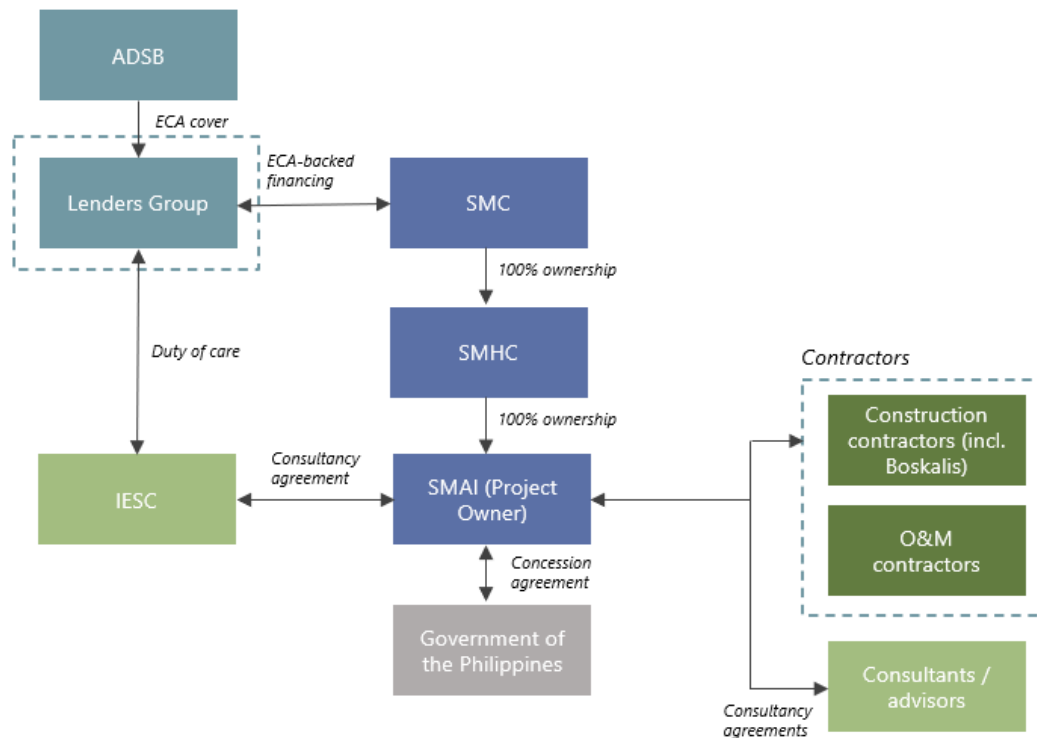 ADSB
ECA cover
Lenders Group
ECA-backed
financing
SMC
100% ownership
SMHC
Duty of care
100% ownership
Contractors
Construction
contractors (incl.
Boskalis)
IESC
Consultancy
agreement
SMAI (Project
Owner)
O&M
contractors
Concession
agreement
Government of
the Philippines
Consultants /
advisors
Consultancy
agreements